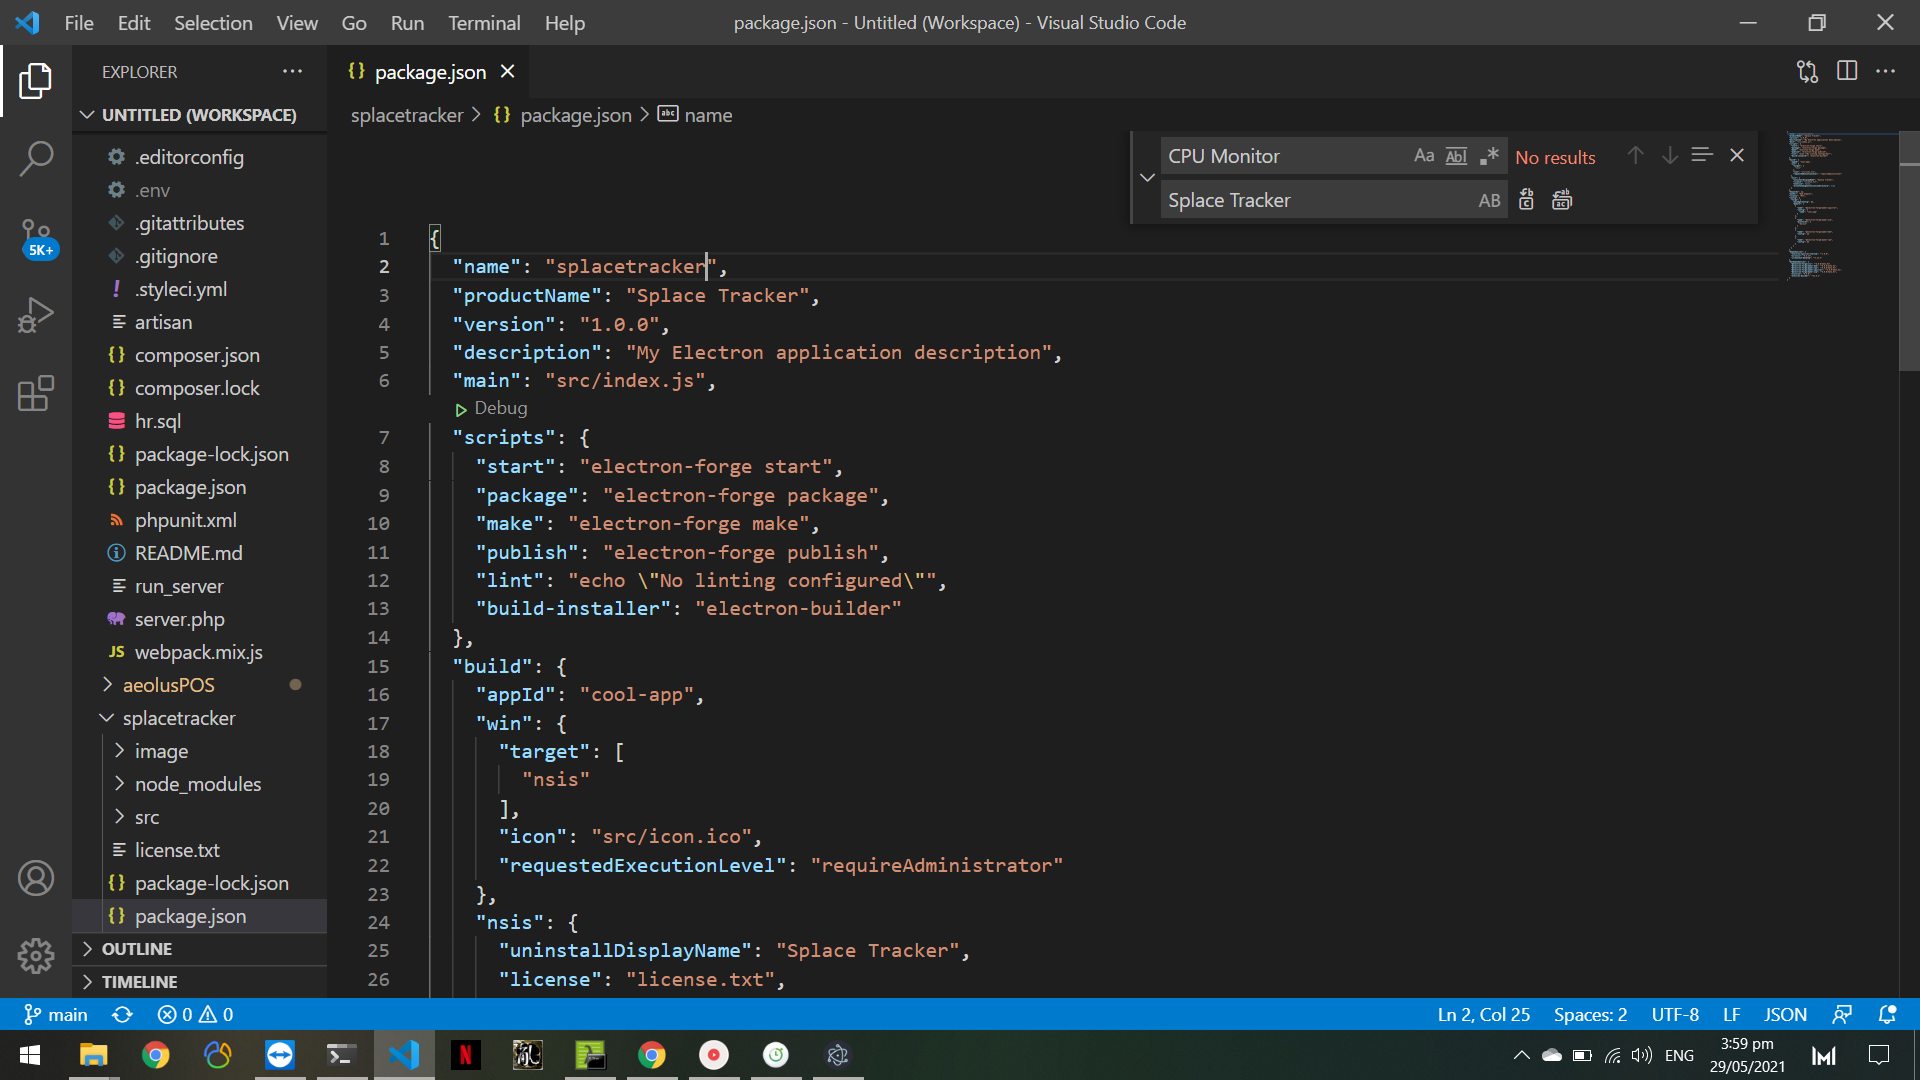 File Edit Selection View Go Run Terminal Help
package.json - Untitled (Workspace) - Visual Studio Code
EXPLORER
UNTITLED (WORKSPACE)
.editorconfig
.env
.gitattributes
.gitignore
.styleci.yml
artisan
composer.json
composer.lock
hr.sql
package-lock.json
package.json
phpunit.xml
README.md
run_server
server.php
JS webpack.mix.js
aeolusPOS
splacetracker
image
node_modules
src
license.txt
package-lock.json
{} package.json
OUTLINE
TIMELINE
5K+
{} package.json
splacetracker > {} package.json > abc name
CPU Monitor Aa Abl .* No results
Splace Tracker AB
1 {
2 "name": "splacetracker",
3 "productName": "Splace Tracker",
4 "version": "1.0.0",
5 "description": "My Electron application description",
6 "main": "src/index.js",
Debug
7 "scripts": {
8 "start": "electron-forge start",
9 "package": "electron-forge package",
10 "make": "electron-forge make",
11 "publish": "electron-forge publish",
12 "lint": "echo \"No linting configured\"",
13 "build-installer": "electron-builder"
14 },
15 "build": {
16 "appId": "cool-app",
17 "win": {
18 "target": [
19 "nsis"
20 ],
21 "icon": "src/icon.ico",
22 "requestedExecutionLevel": "requireAdministrator"
23 },
24 "nsis": {
25 "uninstallDisplayName": "Splace Tracker",
26 "license": "license.txt",
main 0 0
Ln 2, Col 25 Spaces: 2 UTF-8 LF JSON
ENG
3:59 pm
29/05/2021